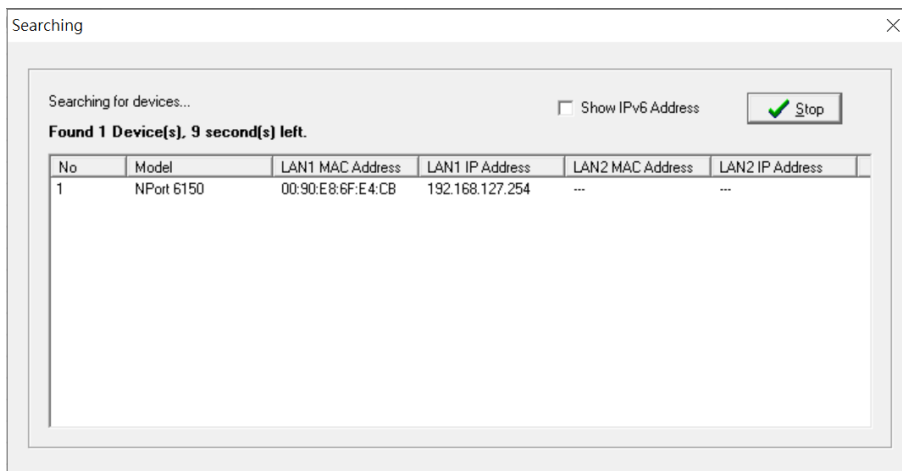 Searching
Searching for devices...
Show IPv6 Address
Stop
Found 1 Device(s), 9 second(s) left.
No Model LAN1 MAC Address LAN1 IP Address LAN2 MAC Address LAN2 IP Address
1 NPort 6150 00:90:E8:6F:E4:CB 192.168.127.254 --- ---